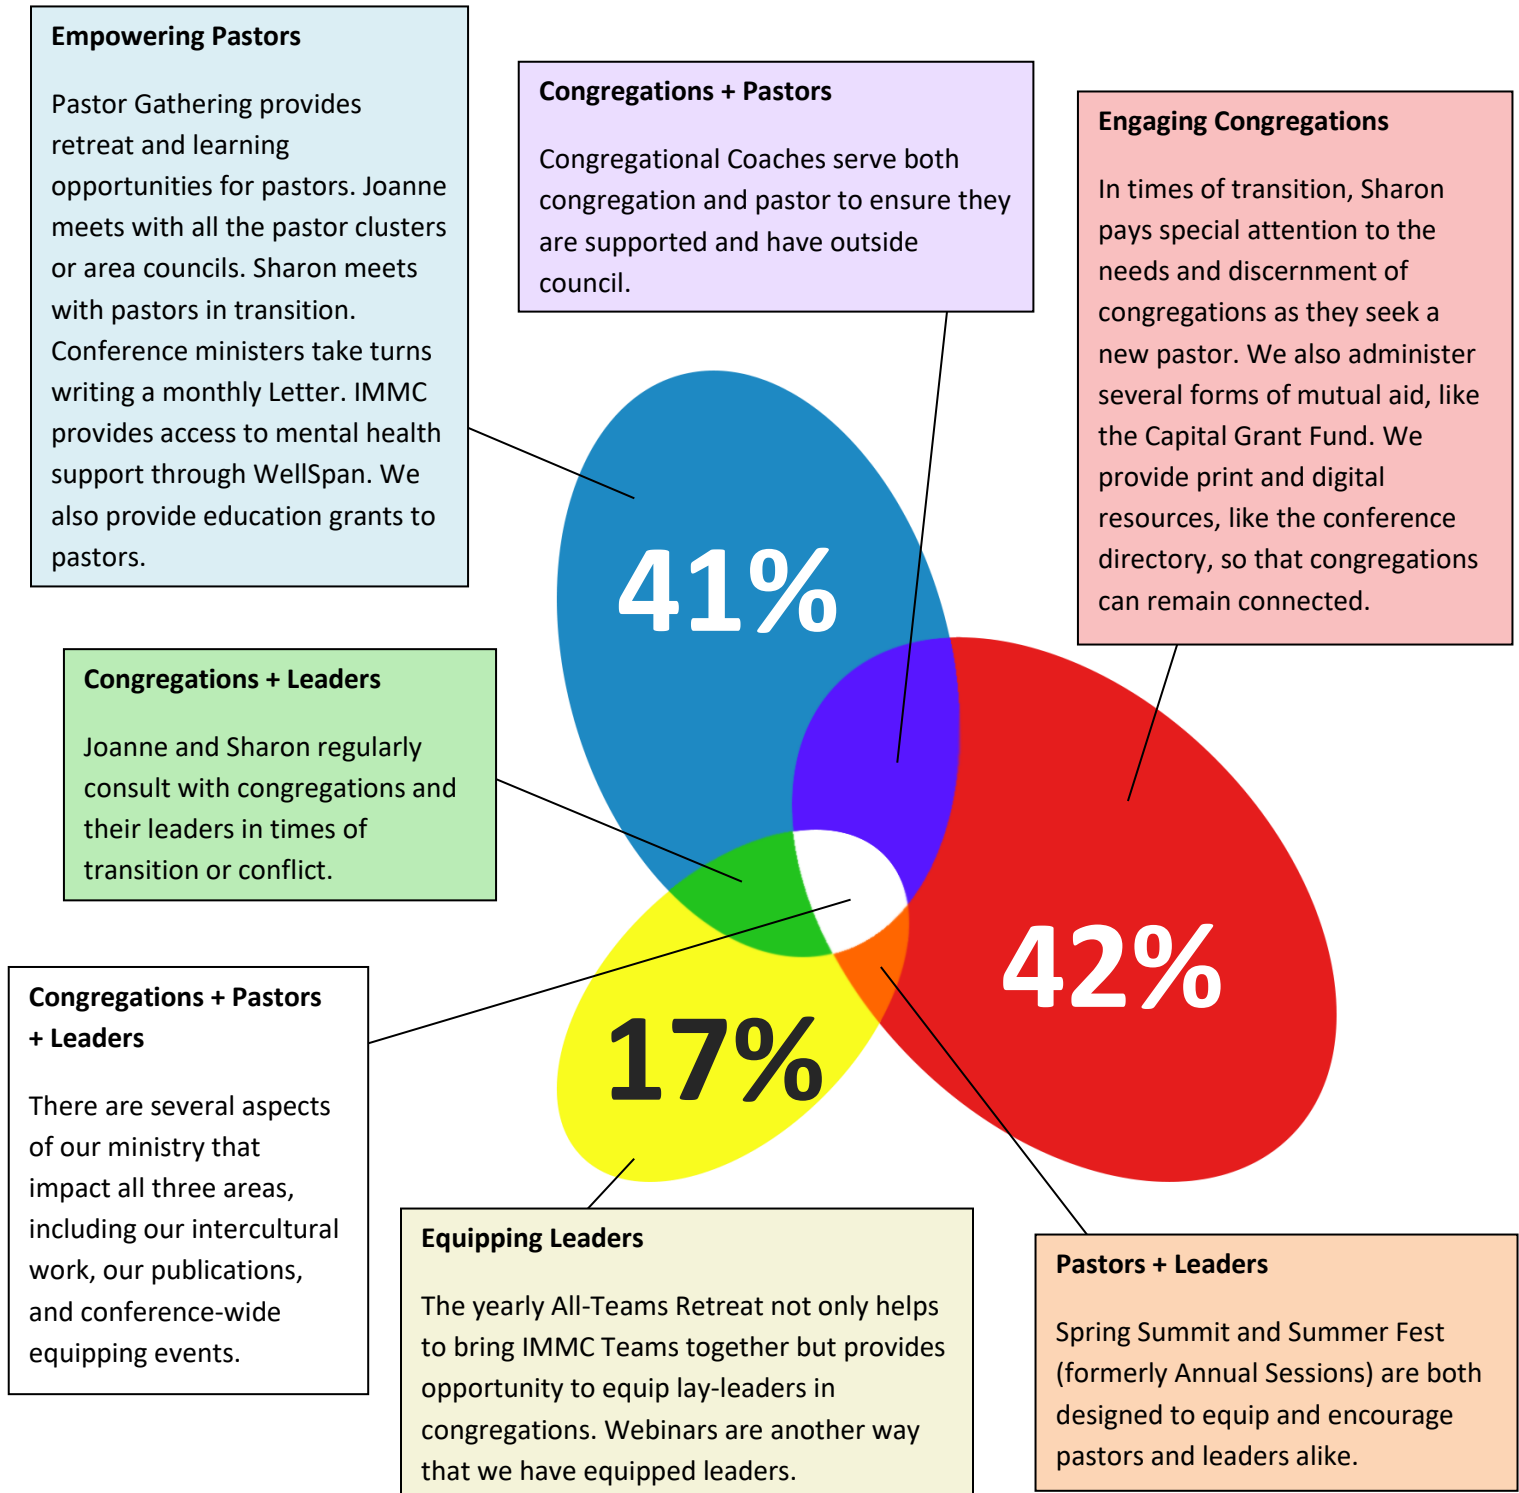 Empowering Pastors
Pastor Gathering provides
retreat and learning
opportunities for pastors. Joanne
meets with all the pastor clusters
or area councils. Sharon meets
with pastors in transition.
Conference ministers take turns
writing a monthly Letter. IMMC
provides access to mental health
support through WellSpan. We
also provide education grants to
pastors.
Congregations + Pastors
Congregational Coaches serve both
congregation and pastor to ensure they
are supported and have outside
council.
Engaging Congregations
In times of transition, Sharon
pays special attention to the
needs and discernment of
congregations as they seek a
new pastor. We also administer
several forms of mutual aid, like
the Capital Grant Fund. We
provide print and digital
resources, like the conference
directory, so that congregations
can remain connected.
41%
Congregations + Leaders
Joanne and Sharon regularly
consult with congregations and
their leaders in times of
transition or conflict.
42%
17%
Congregations + Pastors
+ Leaders
There are several aspects
of our ministry that
impact all three areas,
including our intercultural
work, our publications,
and conference-wide
equipping events.
Equipping Leaders
The yearly All-Teams Retreat not only helps
to bring IMMC Teams together but provides
opportunity to equip lay-leaders in
congregations. Webinars are another way
that we have equipped leaders.
Pastors + Leaders
Spring Summit and Summer Fest
(formerly Annual Sessions) are both
designed to equip and encourage
pastors and leaders alike.